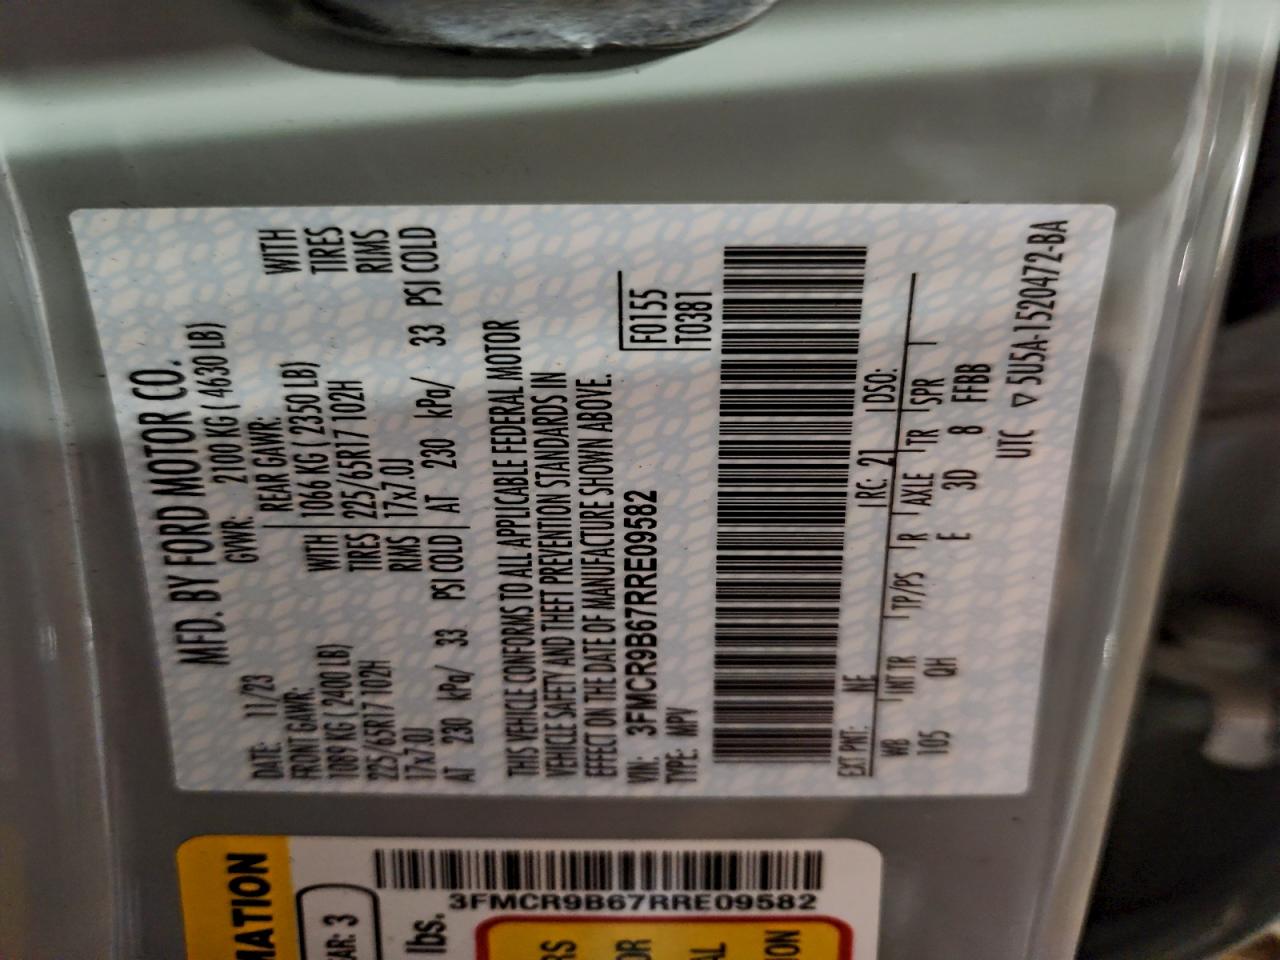 MFD. BY FORD MOTOR CO.
DATE: 11/23 GVWR: 2100 KG ( 4630 LB)
FRONT GAWR: REAR GAWR:
1089 KG ( 2400 LB) WITH 1066 KG ( 2350 LB) WITH
225/65R17 102H TIRES 225/65R17 102H TIRES
17x7.0J RIMS 17x7.0J RIMS
AT 230 kPa/ 33 PSI COLD AT 230 kPa/ 33 PSI COLD
THIS VEHICLE CONFORMS TO ALL APPLICABLE FEDERAL MOTOR
VEHICLE SAFETY AND THEFT PREVENTION STANDARDS IN
EFFECT ON THE DATE OF MANUFACTURE SHOWN ABOVE.
VIN: 3FMCR9B67RRE09582 F0155
TYPE: MPV T0381
EXT PNT: NE RC: 21 DSO:
WB INT TR TP/PS R AXLE TR SPR
105 QH E 3D 8 FFBB
UTC ▽ 5U5A-1520472-BA
MATION
AR: 3
lbs.
3FMCR9B67RRE09582
RS
OR
AL
ON